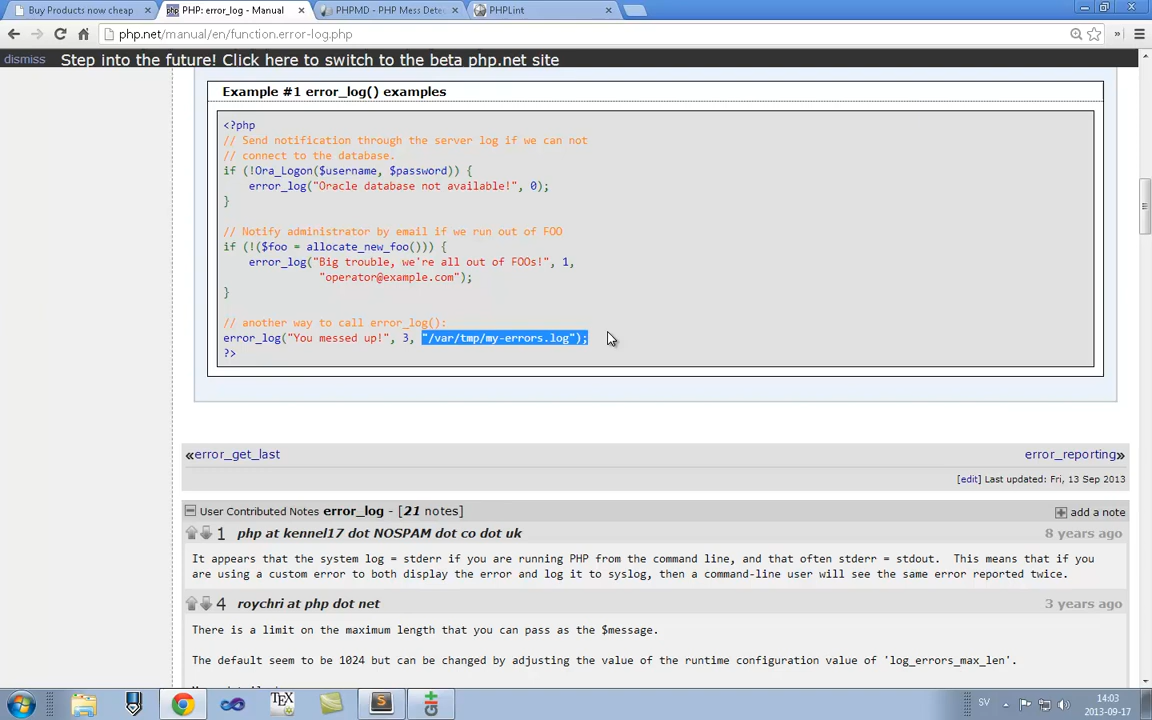 Buy Products now cheap
PHP: error_log - Manual
PHPMD - PHP Mess Dete
PHPLint
php.net/manual/en/function.error-log.php
dismiss
Step into the future! Click here to switch to the beta php.net site
Example #1 error_log() examples
<?php
// Send notification through the server log if we can not
// connect to the database.
if (!Ora_Logon($username, $password)) {
error_log("Oracle database not available!", 0);
}
// Notify administrator by email if we run out of FOO
if (!($foo = allocate_new_foo())) {
error_log("Big trouble, we're all out of FOOs!", 1,
"operator@example.com");
}
// another way to call error_log():
error_log("You messed up!", 3, "/var/tmp/my-errors.log");
?>
«error_get_last
error_reporting»
[edit] Last updated: Fri, 13 Sep 2013
User Contributed Notes error_log - [21 notes]
add a note
1 php at kennel17 dot NOSPAM dot co dot uk
8 years ago
It appears that the system log = stderr if you are running PHP from the command line, and that often stderr = stdout. This means that if you
are using a custom error to both display the error and log it to syslog, then a command-line user will see the same error reported twice.
4 roychri at php dot net
3 years ago
There is a limit on the maximum length that you can pass as the $message.
The default seem to be 1024 but can be changed by adjusting the value of the runtime configuration value of 'log_errors_max_len'.
TEX
SV
14:03
2013-09-17